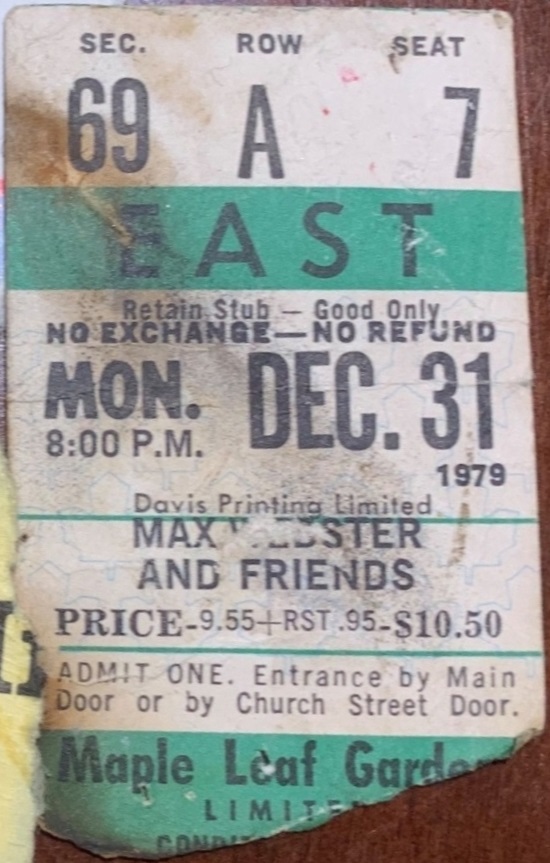 SEC. ROW SEAT
69 A 7
EAST
Retain Stub — Good Only
NO EXCHANGE—NO REFUND
MON. DEC. 31
8:00 P.M.
1979
Davis Printing Limited
MAX
AND FRIENDS
PRICE-9.55+RST.95-$10.50
ADMIT ONE. Entrance by Main
Door or by Church Street Door.
Maple Leaf